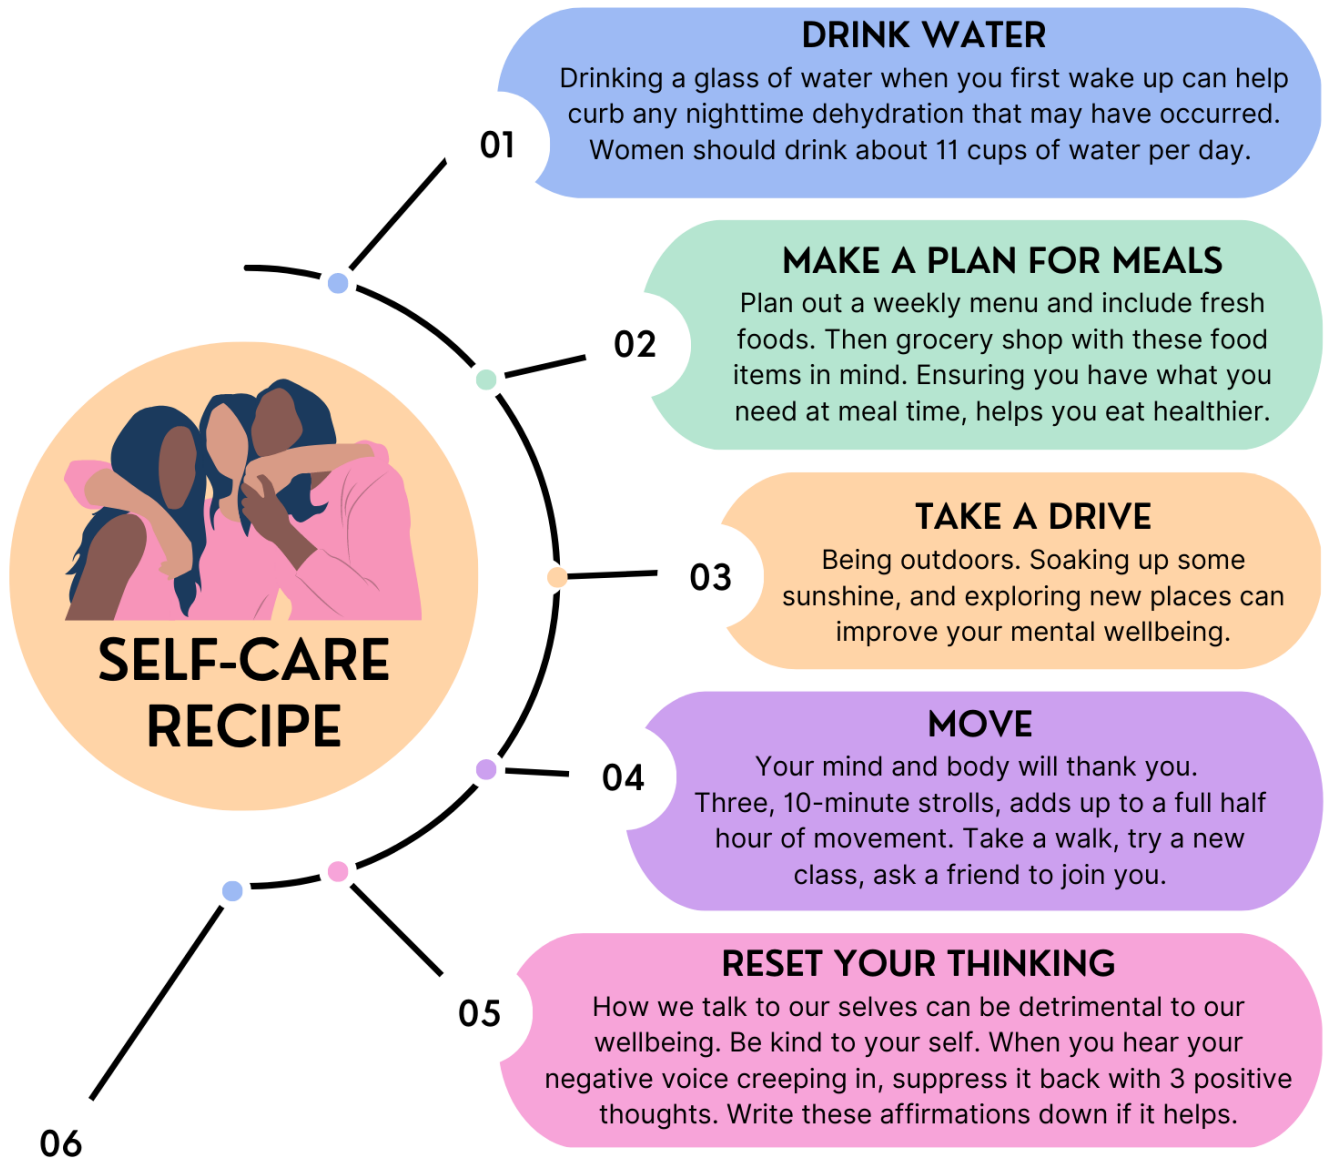 DRINK WATER
Drinking a glass of water when you first wake up can help
curb any nighttime dehydration that may have occurred.
Women should drink about 11 cups of water per day.
01
MAKE A PLAN FOR MEALS
Plan out a weekly menu and include fresh
foods. Then grocery shop with these food
items in mind. Ensuring you have what you
need at meal time, helps you eat healthier.
02
TAKE A DRIVE
Being outdoors. Soaking up some
sunshine, and exploring new places can
improve your mental wellbeing.
03
SELF-CARE
RECIPE
MOVE
Your mind and body will thank you.
Three, 10-minute strolls, adds up to a full half
hour of movement. Take a walk, try a new
class, ask a friend to join you.
04
RESET YOUR THINKING
How we talk to our selves can be detrimental to our
wellbeing. Be kind to your self. When you hear your
negative voice creeping in, suppress it back with 3 positive
thoughts. Write these affirmations down if it helps.
05
06